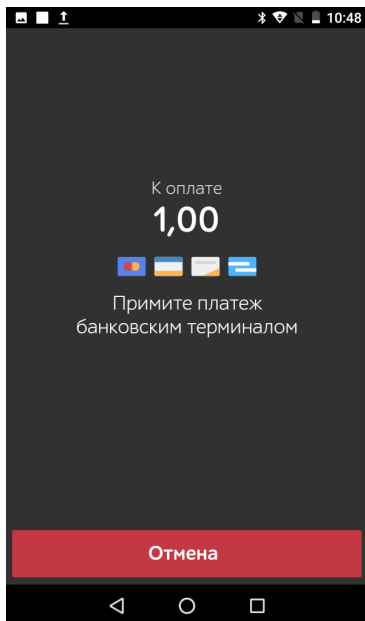 10:48
К оплате
1,00
Примите платеж
банковским терминалом
Отмена